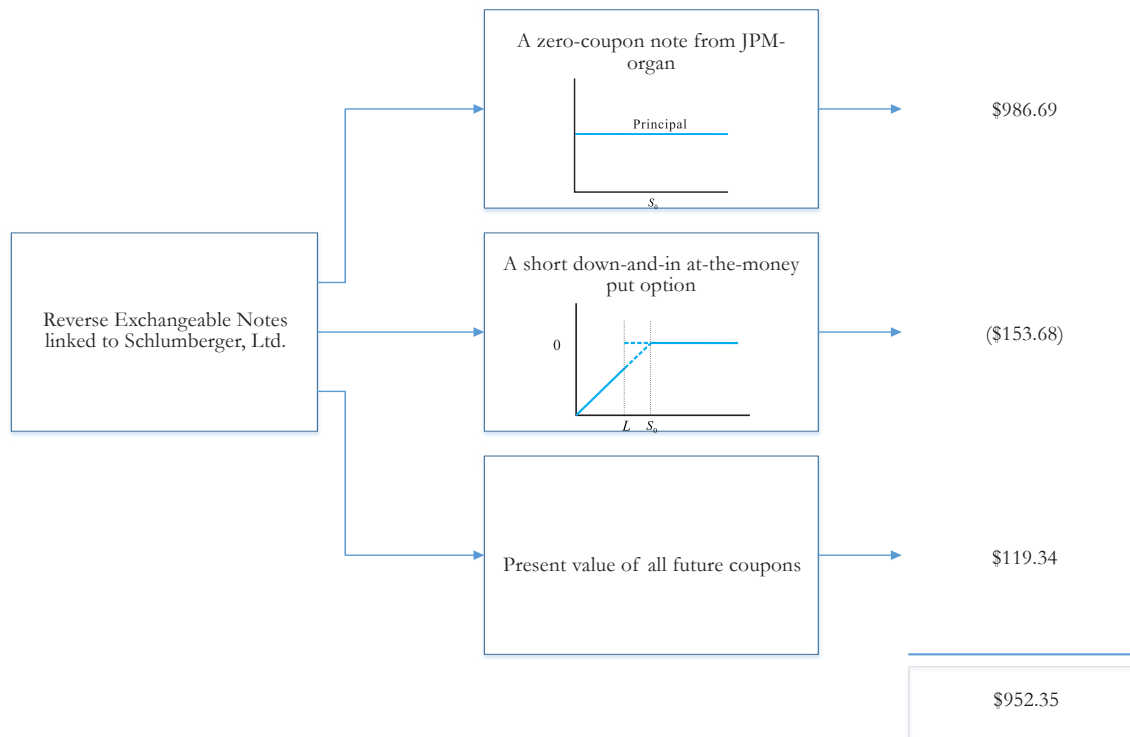 A zero-coupon note from JPM-
organ
Principal
S₀
$986.69
Reverse Exchangeable Notes
linked to Schlumberger, Ltd.
A short down-and-in at-the-money
put option
0
L S₀
($153.68)
Present value of all future coupons
$119.34
$952.35